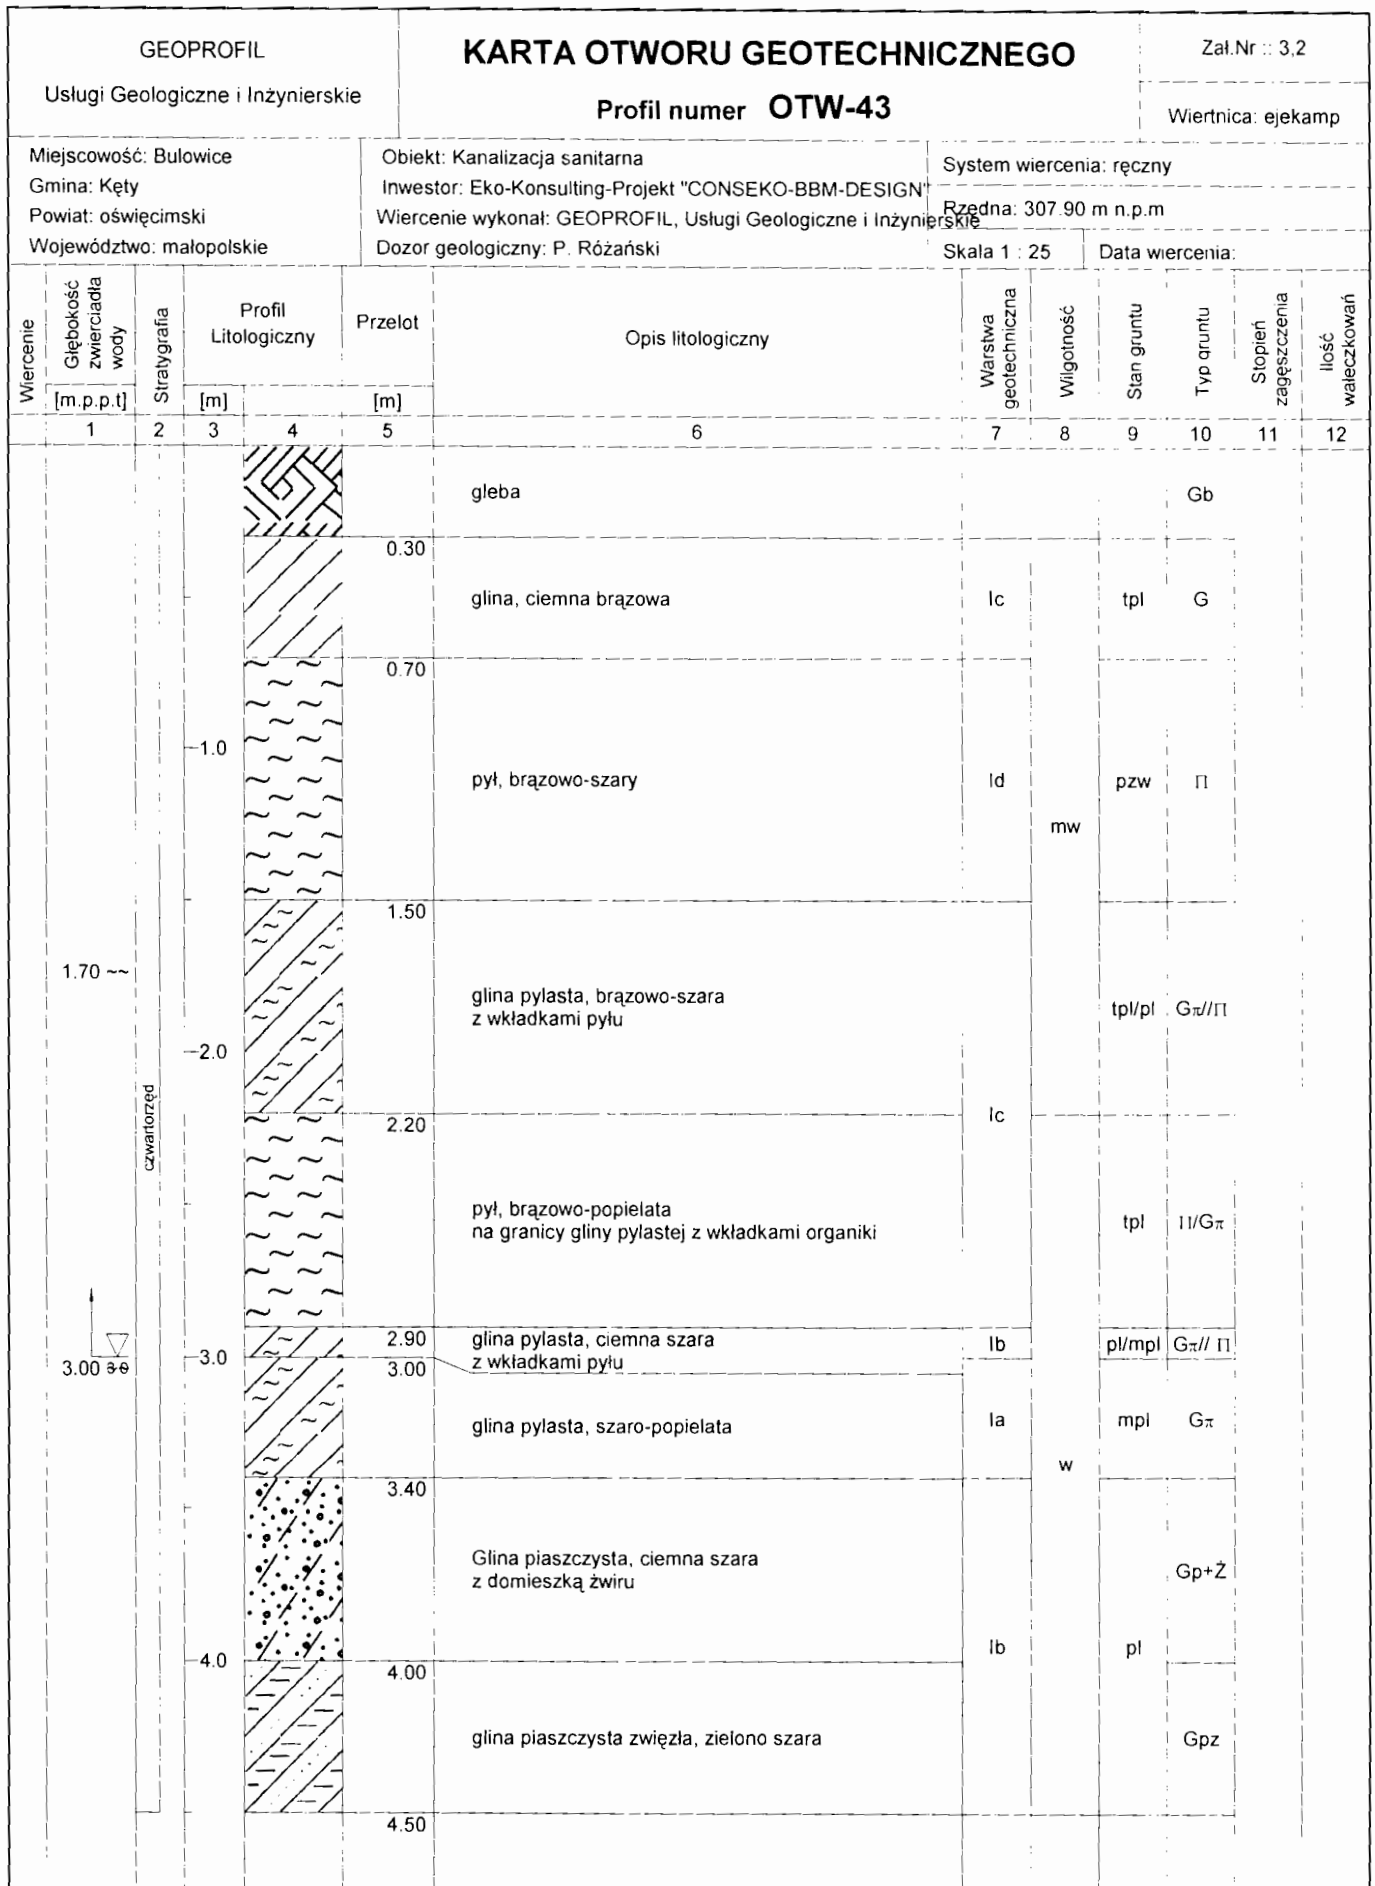 GEOPROFIL
Usługi Geologiczne i Inżynierskie
KARTA OTWORU GEOTECHNICZNEGO
Profil numer OTW-43
Zał.Nr :: 3,2
Wiertnica: ejekamp
Miejscowość: Bulowice
Gmina: Kęty
Powiat: oświęcimski
Województwo: małopolskie
Obiekt: Kanalizacja sanitarna
Inwestor: Eko-Konsulting-Projekt "CONSEKO-BBM-DESIGN"
Wiercenie wykonał: GEOPROFIL, Usługi Geologiczne i Inżynierskie
Dozor geologiczny: P. Różański
System wiercenia: ręczny
Rzędna: 307.90 m n.p.m
Skala 1 : 25
Data wiercenia:
Wiercenie
Głębokość zwierciadła wody
[m.p.p.t]
Stratygrafia
Profil
Litologiczny
[m]
Przelot
[m]
Opis litologiczny
Warstwa geotechniczna
Wilgotność
Stan gruntu
Typ gruntu
Stopień zagęszczenia
Ilość wałeczkowań
1 2 3 4 5 6 7 8 9 10 11 12
gleba
Gb
0.30
glina, ciemna brązowa
Ic
tpl
G
0.70
1.0
pył, brązowo-szary
Id
pzw
Π
mw
1.50
1.70 ~~
glina pylasta, brązowo-szara
z wkładkami pyłu
tpl/pl
Gπ//Π
2.0
czwartorzęd
2.20
Ic
pył, brązowo-popielata
na granicy gliny pylastej z wkładkami organiki
tpl
Π/Gπ
2.90
glina pylasta, ciemna szara
z wkładkami pyłu
Ib
pl/mpl
Gπ// Π
3.00
3.0
3.00
glina pylasta, szaro-popielata
Ia
mpl
Gπ
w
3.40
Glina piaszczysta, ciemna szara
z domieszką żwiru
Gp+Ż
Ib
pl
4.0
4.00
glina piaszczysta zwięzła, zielono szara
Gpz
4.50